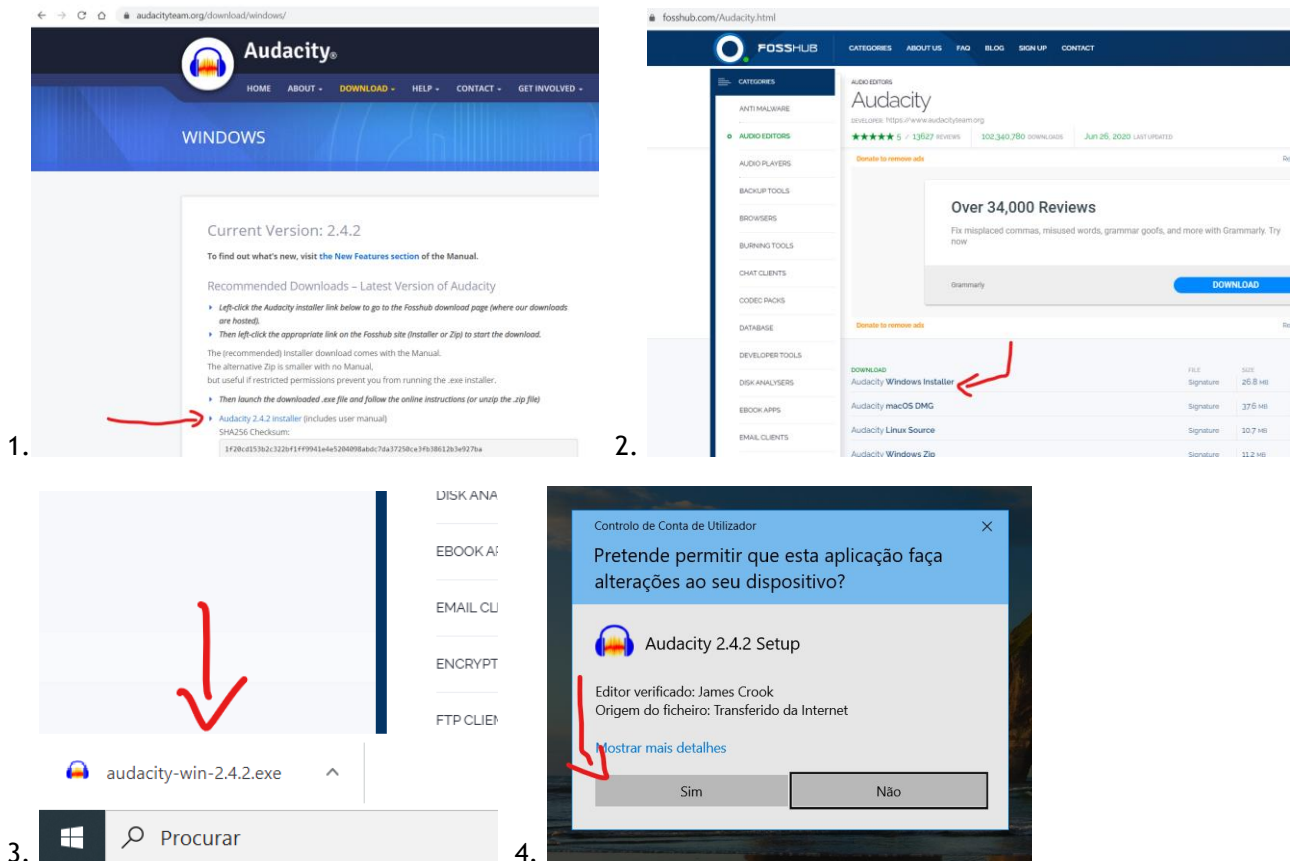 audacityteam.org/download/windows/
Audacity®
HOME ABOUT DOWNLOAD HELP CONTACT GET INVOLVED
WINDOWS
Current Version: 2.4.2
To find out what's new, visit the New Features section of the Manual.
Recommended Downloads – Latest Version of Audacity
Left-click the Audacity installer link below to go to the Fosshub download page (where our downloads
are hosted).
Then left-click the appropriate link on the Fosshub site (Installer or Zip) to start the download.
The (recommended) Installer download comes with the Manual.
The alternative Zip is smaller with no Manual,
but useful if restricted permissions prevent you from running the .exe installer.
Then launch the downloaded .exe file and follow the online instructions (or unzip the .zip file)
Audacity 2.4.2 installer (includes user manual)
SHA256 Checksum:
1f20cd153b2c322bf1ff9941e4e5204098abdc7da37250ce3fb38612b3e927ba
1.
fosshub.com/Audacity.html
FOSSHUB CATEGORIES ABOUT US FAQ BLOG SIGN UP CONTACT
CATEGORIES
ANTI MALWARE
AUDIO EDITORS
AUDIO PLAYERS
BACKUP TOOLS
BROWSERS
BURNING TOOLS
CHAT CLIENTS
CODEC PACKS
DATABASE
DEVELOPER TOOLS
DISK ANALYSERS
EBOOK APPS
EMAIL CLIENTS
AUDIO EDITORS
Audacity
DEVELOPER: https://www.audacityteam.org
5 / 13627 REVIEWS 102,340,780 DOWNLOADS Jun 26, 2020 LAST UPDATED
Donate to remove ads Re
Over 34,000 Reviews
Fix misplaced commas, misused words, grammar goofs, and more with Grammarly. Try
now
Grammarly DOWNLOAD
Donate to remove ads Re
DOWNLOAD FILE SIZE
Audacity Windows Installer Signature 26.8 MB
Audacity macOS DMG Signature 37.6 MB
Audacity Linux Source Signature 10.7 MB
Audacity Windows Zip Signature 11.2 MB
2.
DISK ANA
EBOOK A
EMAIL CLI
ENCRYPT
FTP CLIEN
audacity-win-2.4.2.exe
Procurar
3.
Controlo de Conta de Utilizador
Pretende permitir que esta aplicação faça
alterações ao seu dispositivo?
Audacity 2.4.2 Setup
Editor verificado: James Crook
Origem do ficheiro: Transferido da Internet
Mostrar mais detalhes
Sim Não
4.